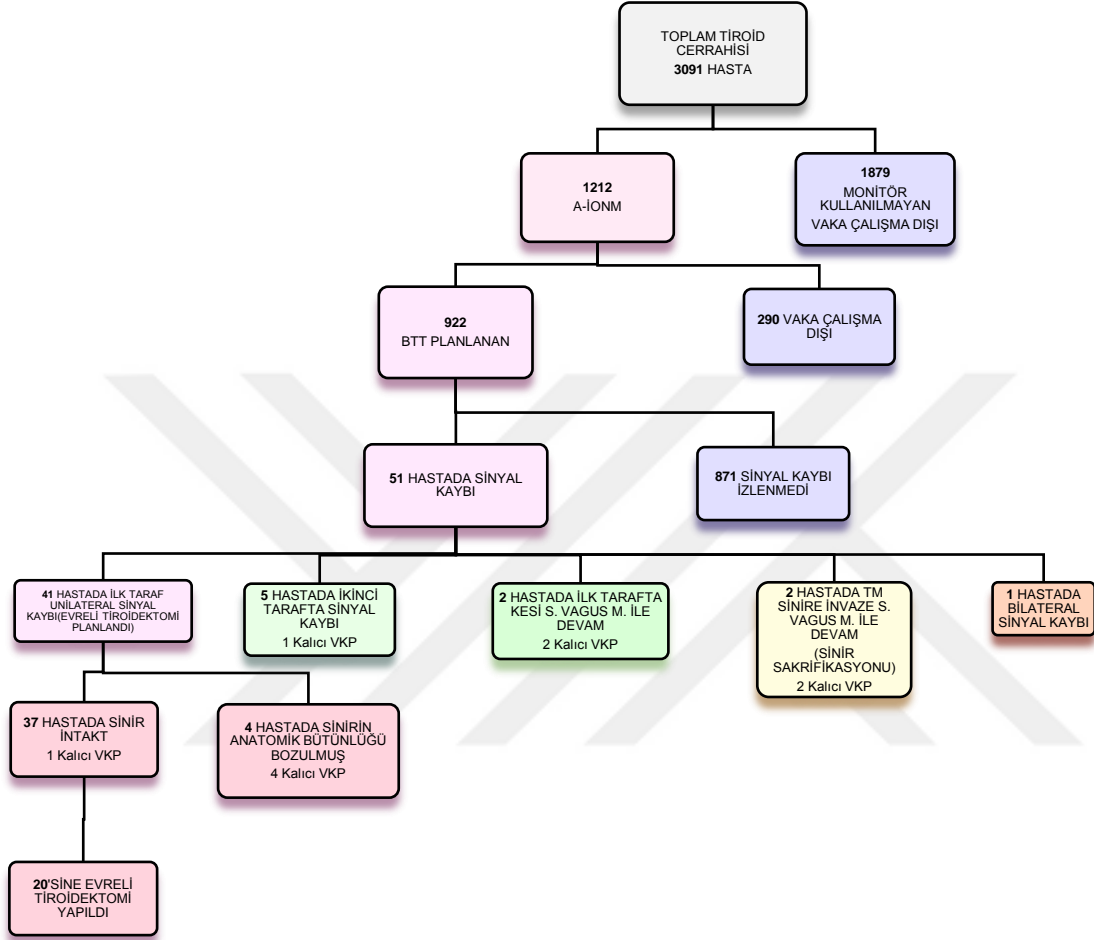 TOPLAM TİROİD
CERRAHİSİ
3091 HASTA
1212
A-İONM
1879
MONİTÖR
KULLANILMAYAN
VAKA ÇALIŞMA DIŞI
922
BTT PLANLANAN
290 VAKA ÇALIŞMA
DIŞI
51 HASTADA SİNYAL
KAYBI
871 SİNYAL KAYBI
İZLENMEDİ
41 HASTADA İLK TARAF
UNİLATERAL SİNYAL
KAYBI(EVRELİ TİROİDEKTOMİ
PLANLANDI)
5 HASTADA İKİNCİ
TARAFTA SİNYAL
KAYBI
1 Kalıcı VKP
2 HASTADA İLK TARAFTA
KESİ S. VAGUS M. İLE
DEVAM
2 Kalıcı VKP
2 HASTADA TM
SİNİRE İNVAZE S.
VAGUS M. İLE
DEVAM
(SİNİR
SAKRİFİKASYONU)
2 Kalıcı VKP
1 HASTADA
BİLATERAL
SİNYAL KAYBI
37 HASTADA SİNİR
İNTAKT
1 Kalıcı VKP
4 HASTADA SİNİRİN
ANATOMİK BÜTÜNLÜĞÜ
BOZULMUŞ
4 Kalıcı VKP
20'SİNE EVRELİ
TİROİDEKTOMİ
YAPILDI